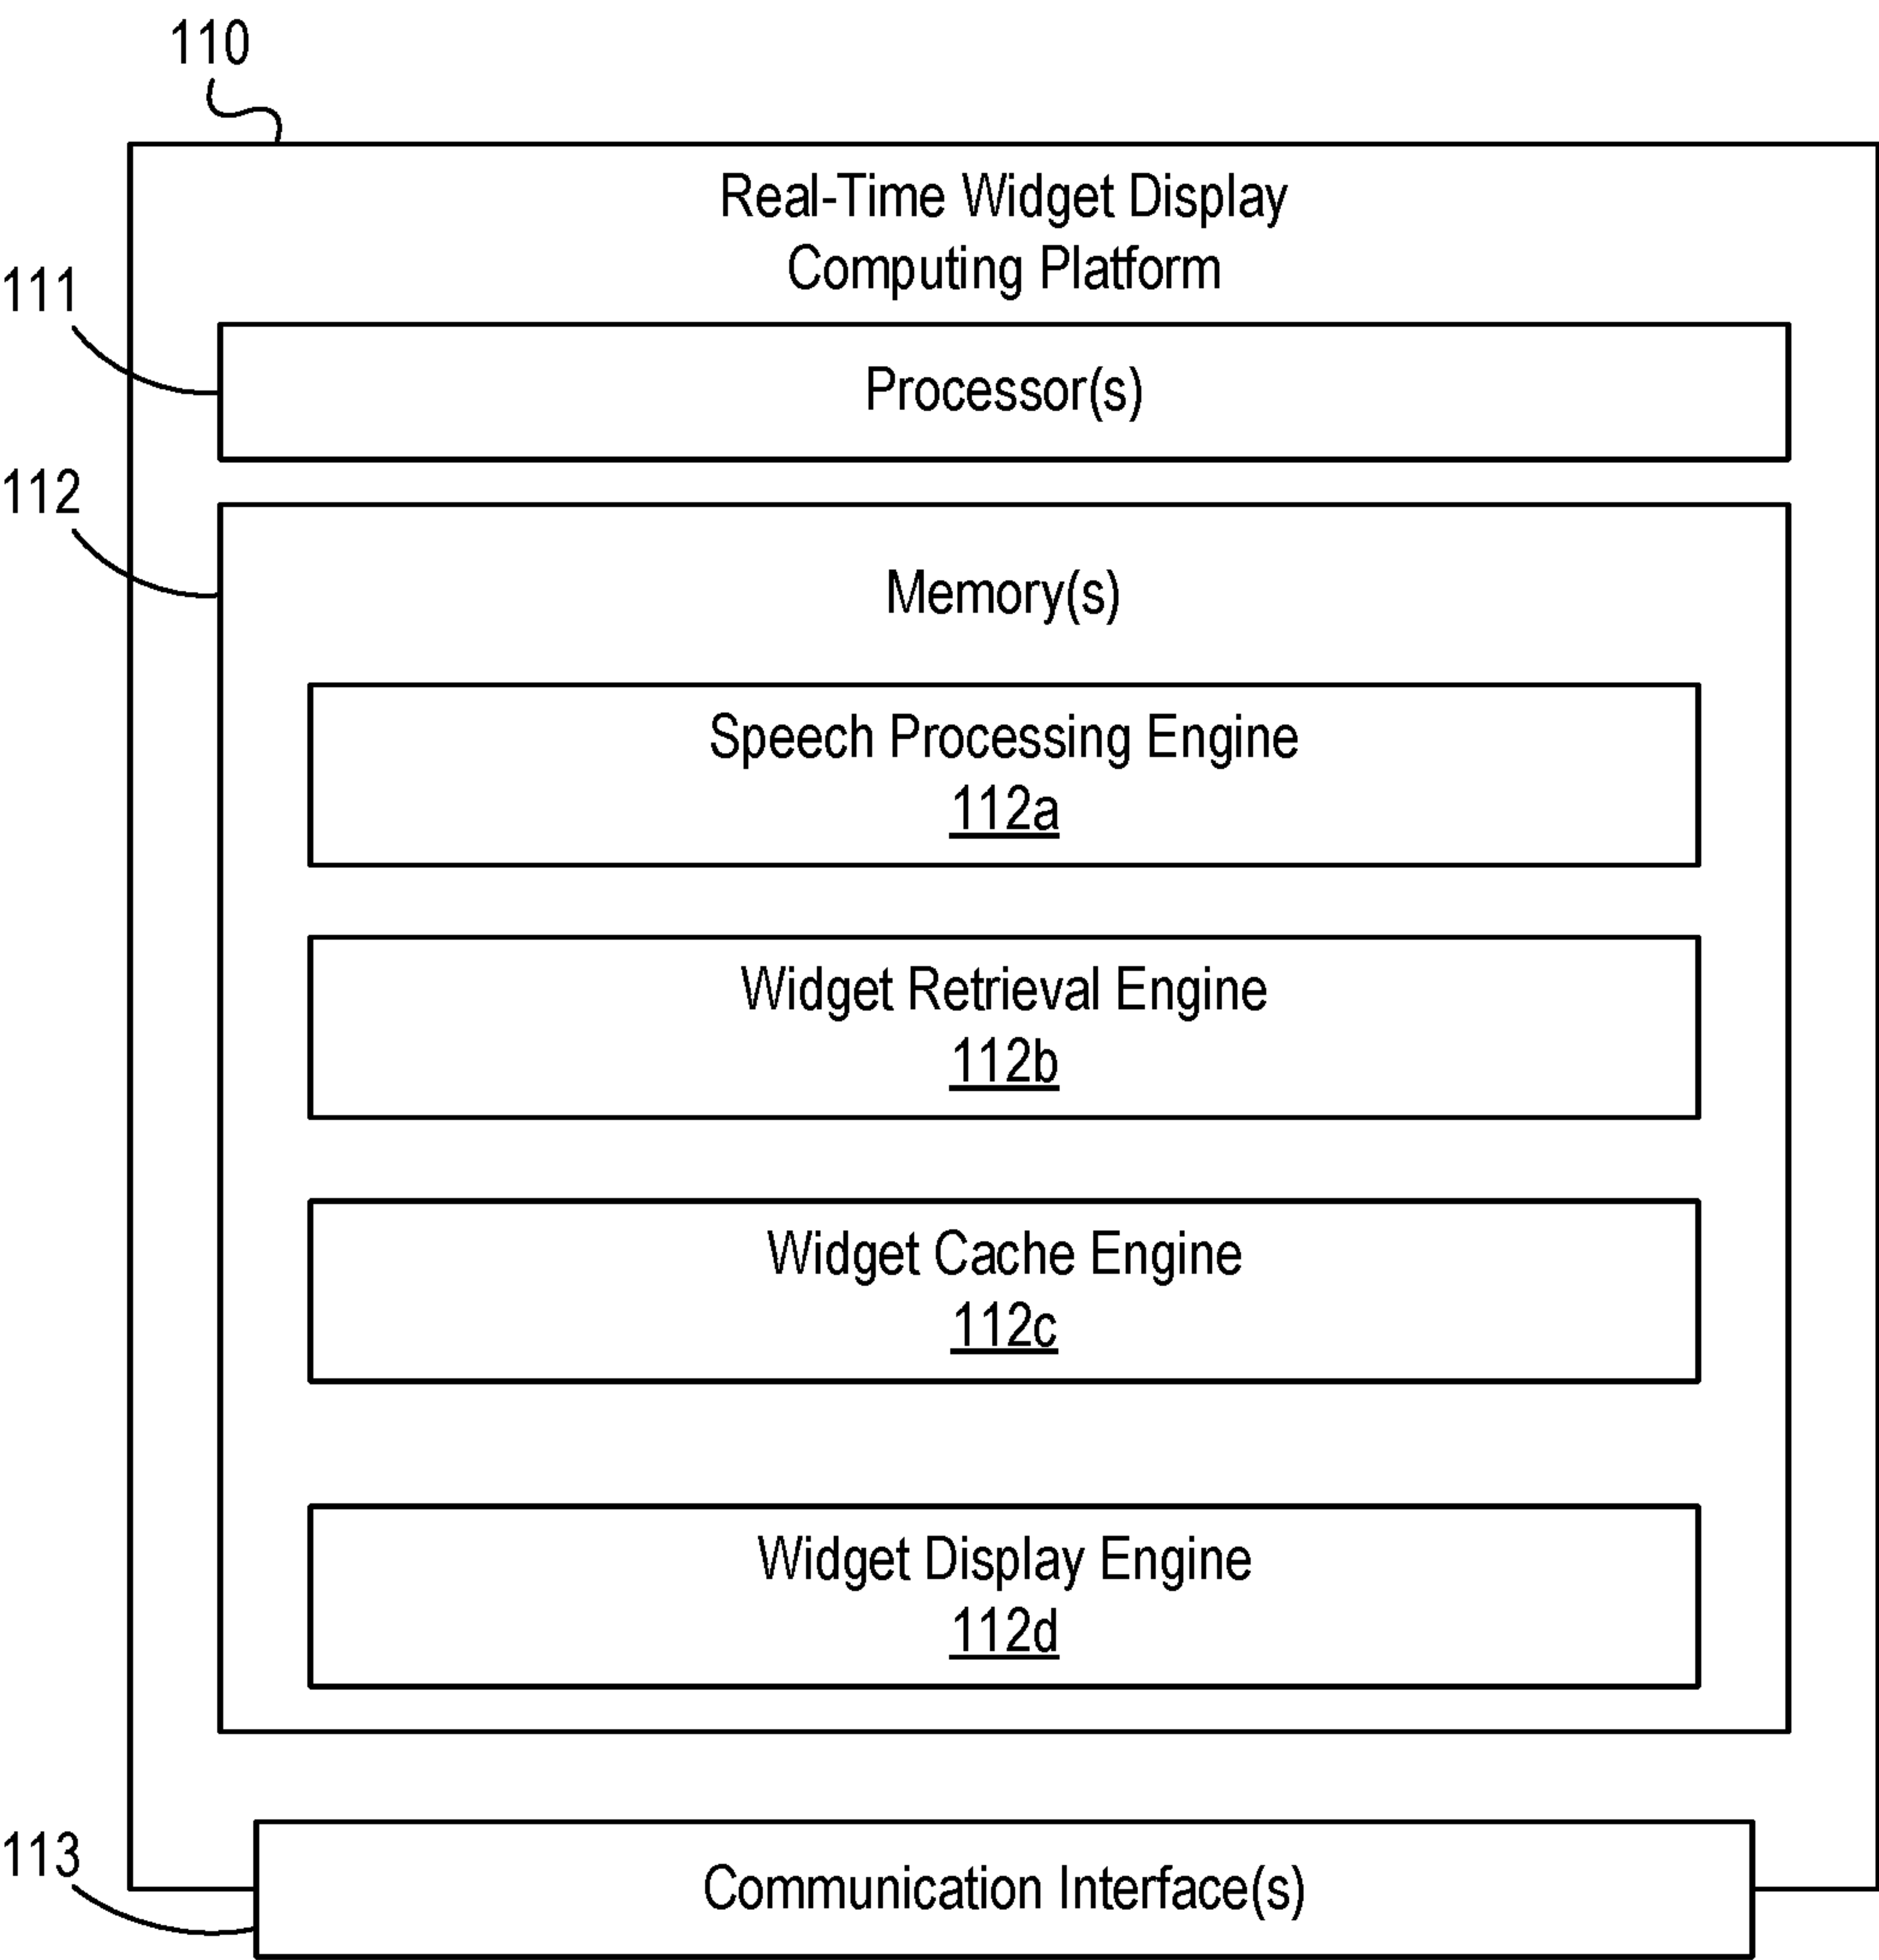 110
Real-Time Widget Display
Computing Platform
111
Processor(s)
112
Memory(s)
Speech Processing Engine
112a
Widget Retrieval Engine
112b
Widget Cache Engine
112c
Widget Display Engine
112d
113
Communication Interface(s)